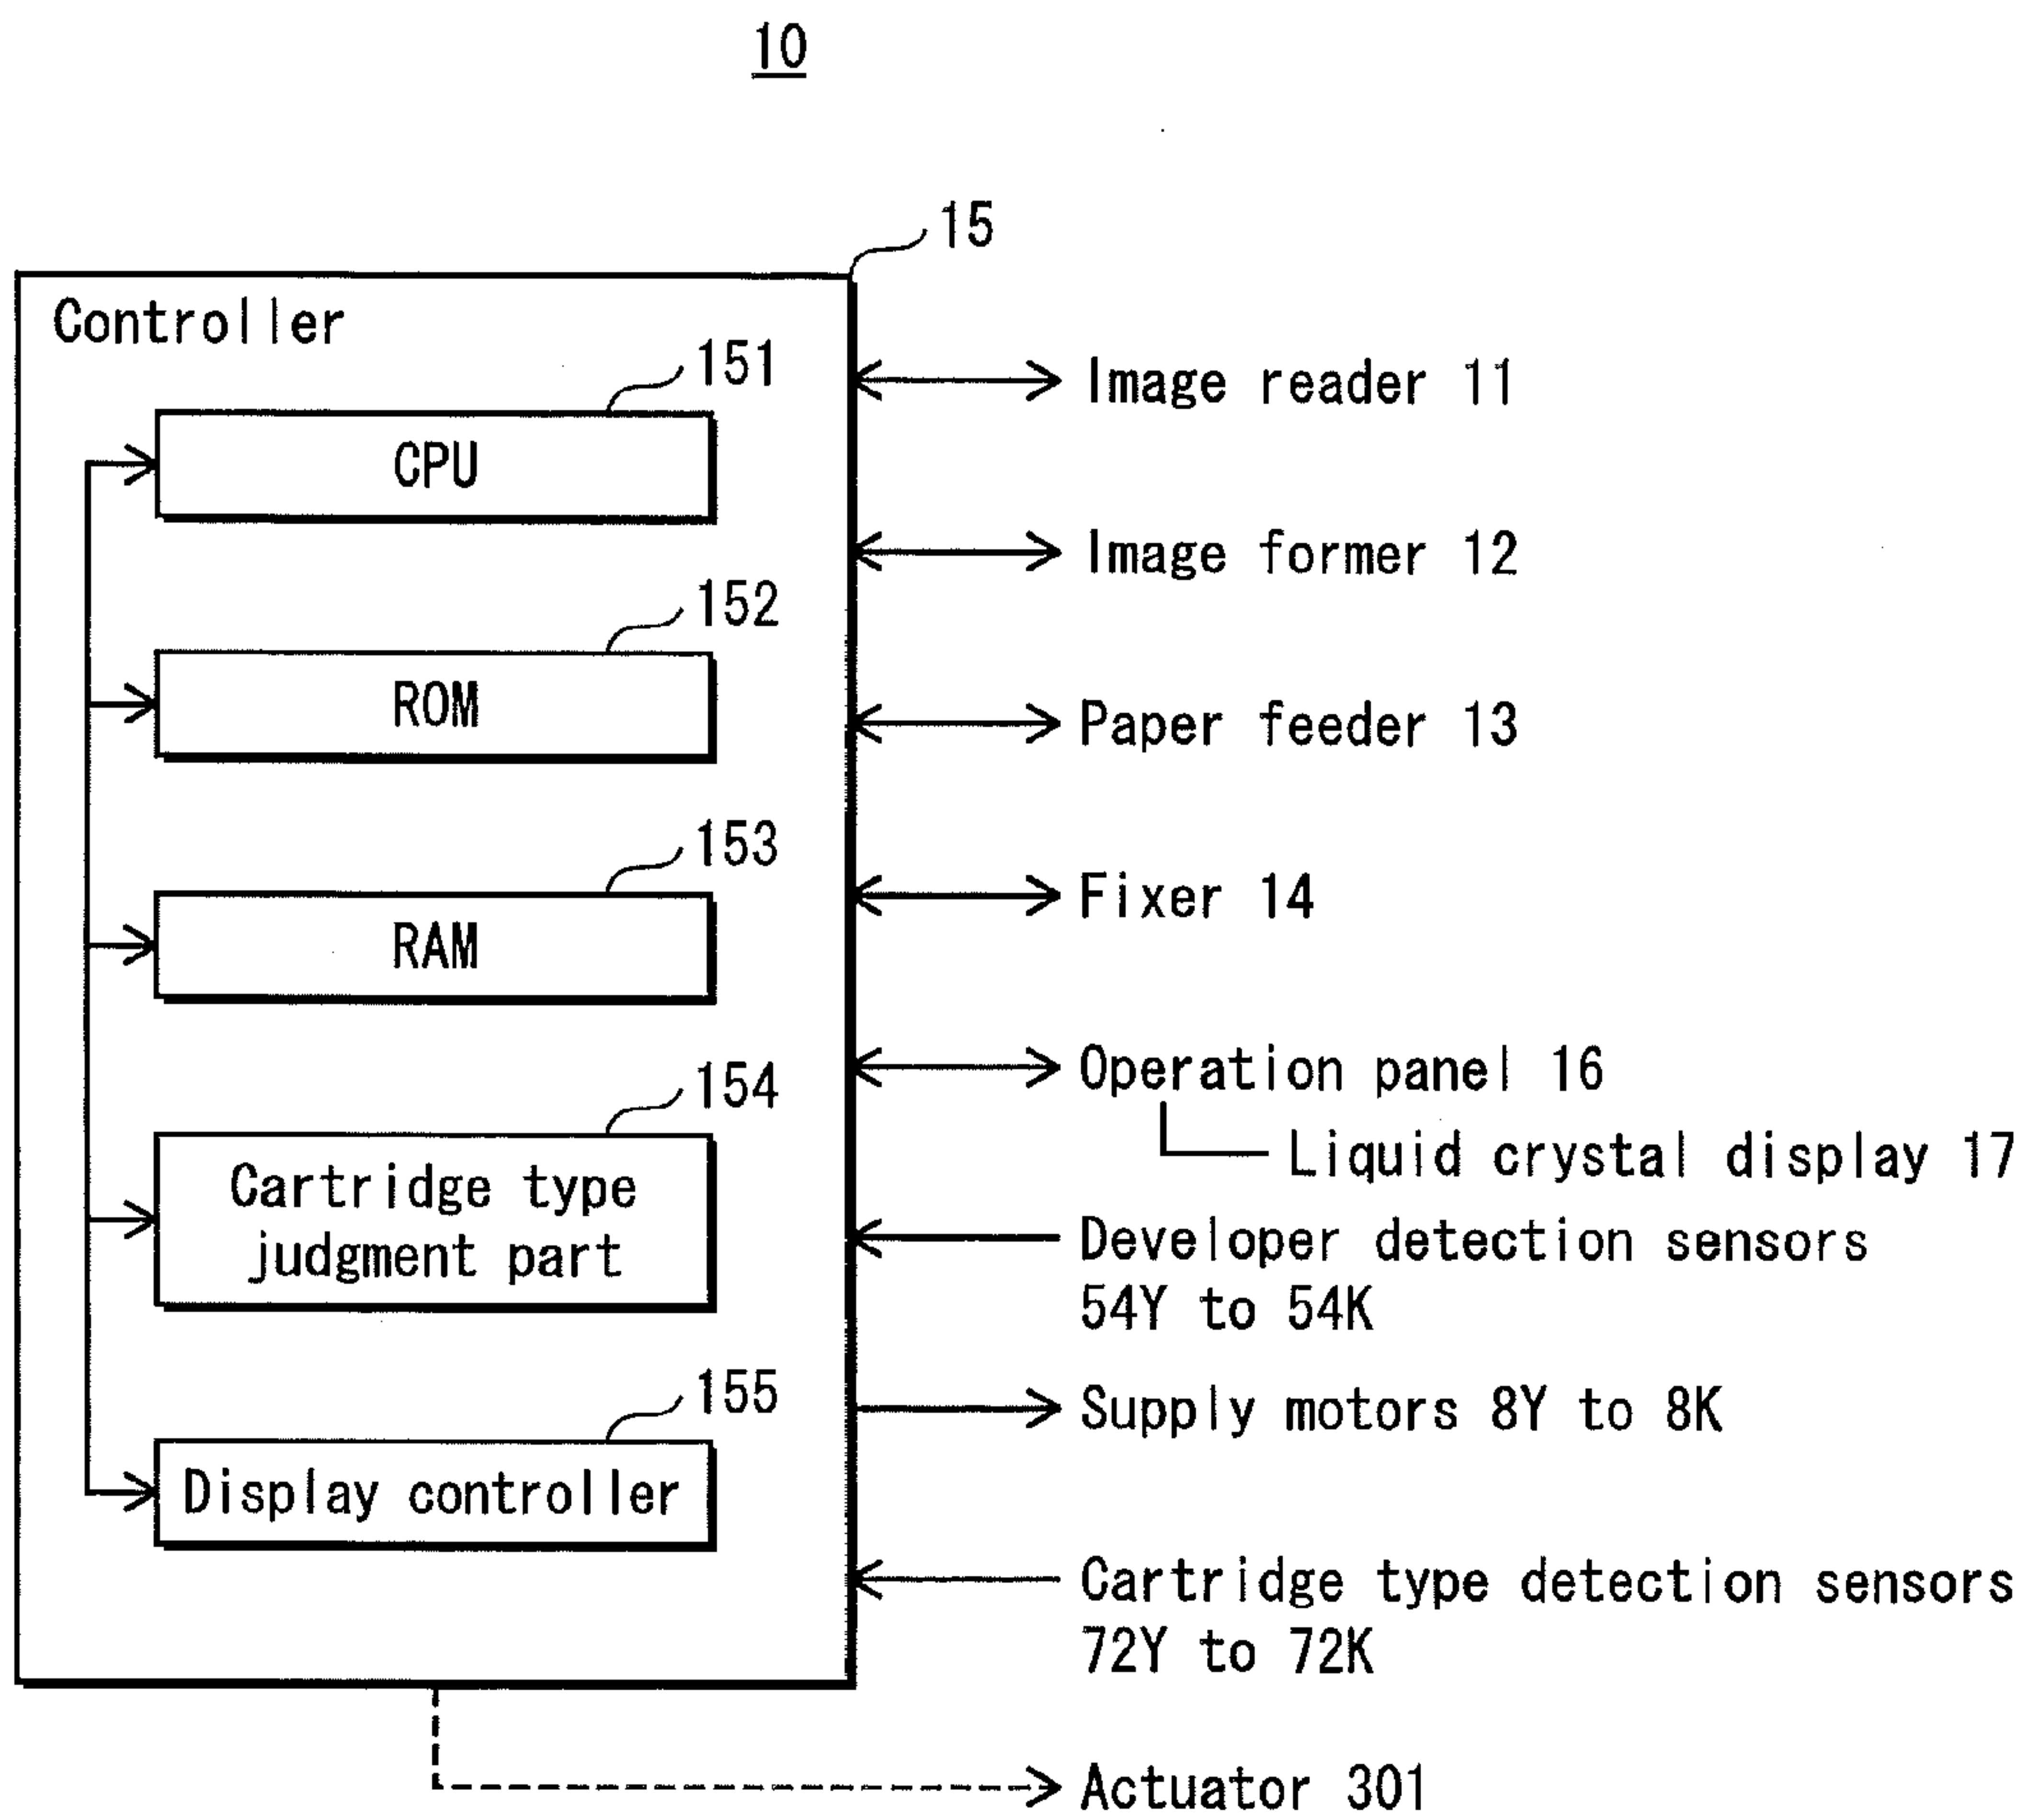 10
15
Controller
151
CPU
152
ROM
153
RAM
154
Cartridge type
judgment part
155
Display controller
Image reader 11
Image former 12
Paper feeder 13
Fixer 14
Operation panel 16
Liquid crystal display 17
Developer detection sensors
54Y to 54K
Supply motors 8Y to 8K
Cartridge type detection sensors
72Y to 72K
Actuator 301